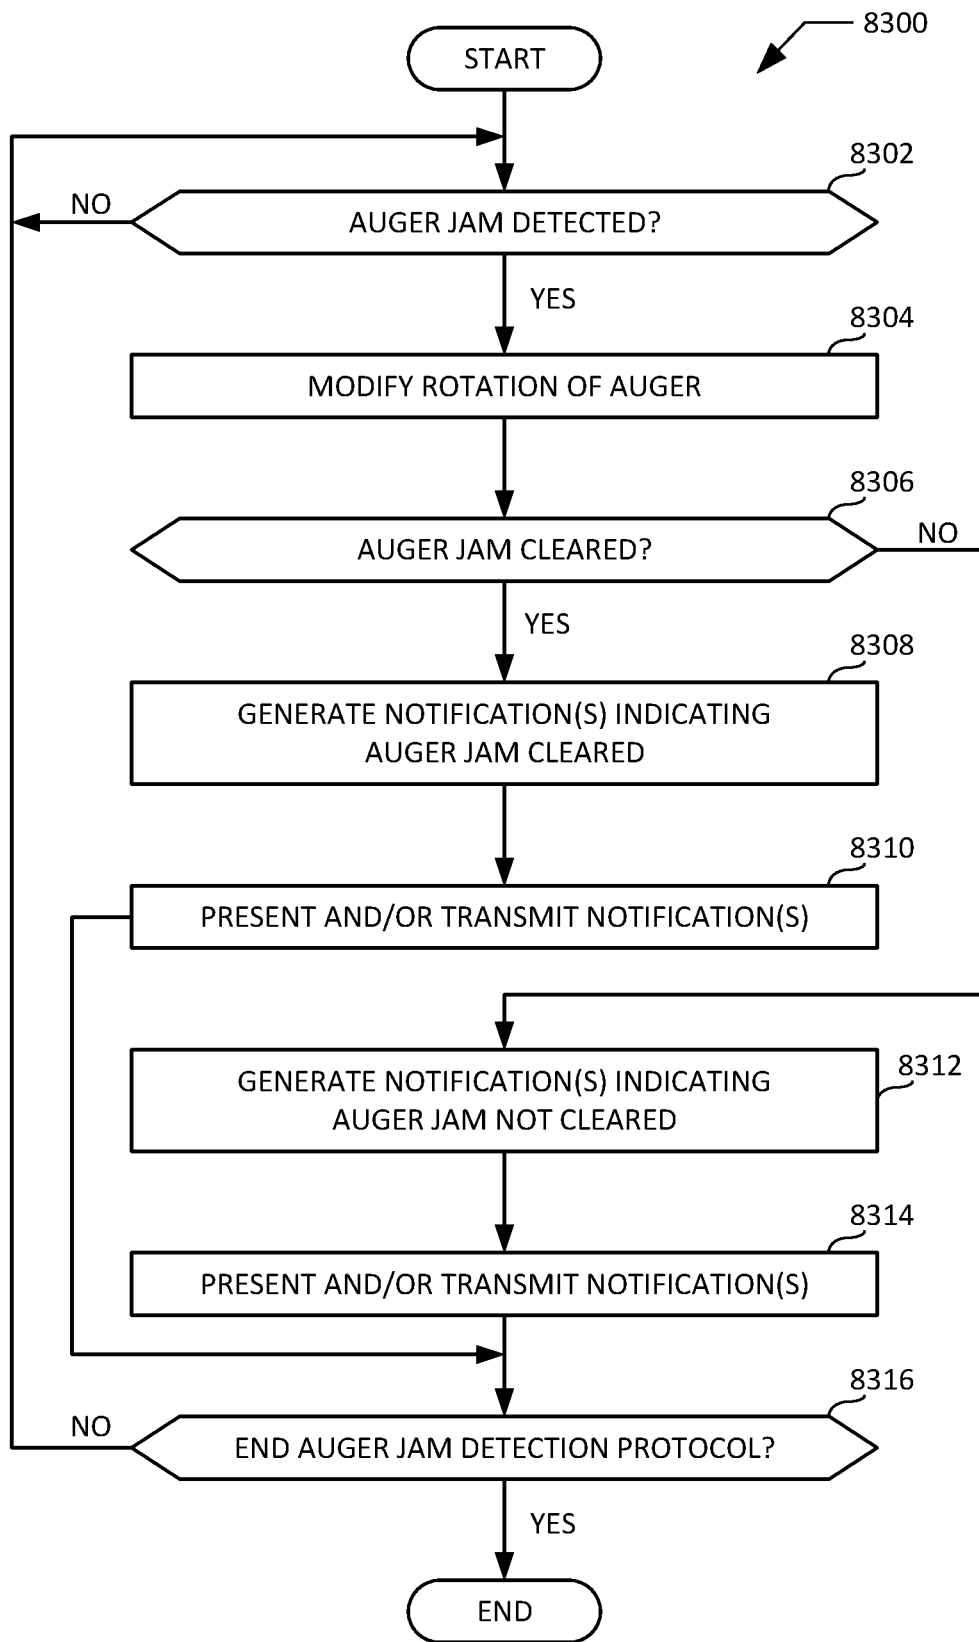 8300
START
8302
NO
AUGER JAM DETECTED?
YES
8304
MODIFY ROTATION OF AUGER
8306
AUGER JAM CLEARED?
NO
YES
8308
GENERATE NOTIFICATION(S) INDICATING
AUGER JAM CLEARED
8310
PRESENT AND/OR TRANSMIT NOTIFICATION(S)
8312
GENERATE NOTIFICATION(S) INDICATING
AUGER JAM NOT CLEARED
8314
PRESENT AND/OR TRANSMIT NOTIFICATION(S)
8316
NO
END AUGER JAM DETECTION PROTOCOL?
YES
END